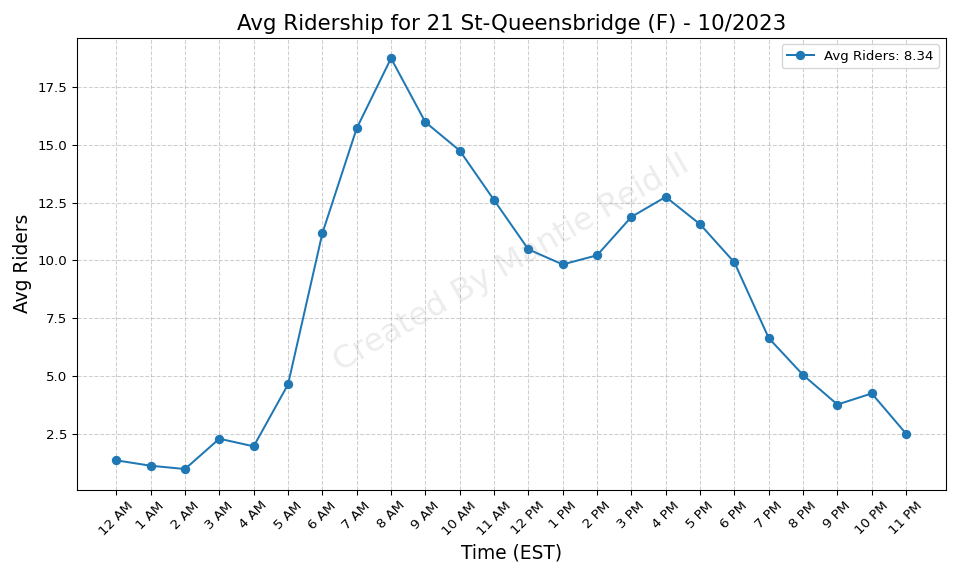 Avg Ridership for 21 St-Queensbridge (F) - 10/2023
Avg Riders: 8.34
Avg Riders
17.5
15.0
12.5
10.0
7.5
5.0
2.5
Created By Mantie Reid II
12 AM
1 AM
2 AM
3 AM
4 AM
5 AM
6 AM
7 AM
8 AM
9 AM
10 AM
11 AM
12 PM
1 PM
2 PM
3 PM
4 PM
5 PM
6 PM
7 PM
8 PM
9 PM
10 PM
11 PM
Time (EST)